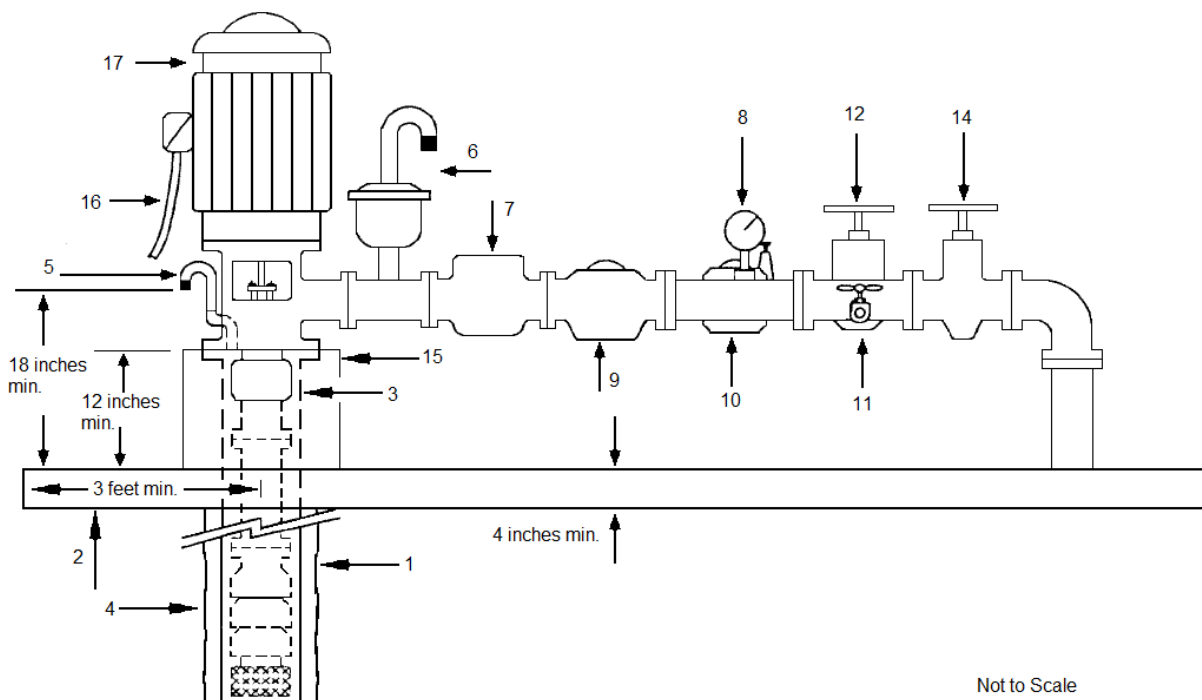 17
6
8
12
14
16
7
5
18 inches
min.
12 inches
min.
15
3
9
10
11
3 feet min.
4 inches min.
2
1
4
Not to Scale